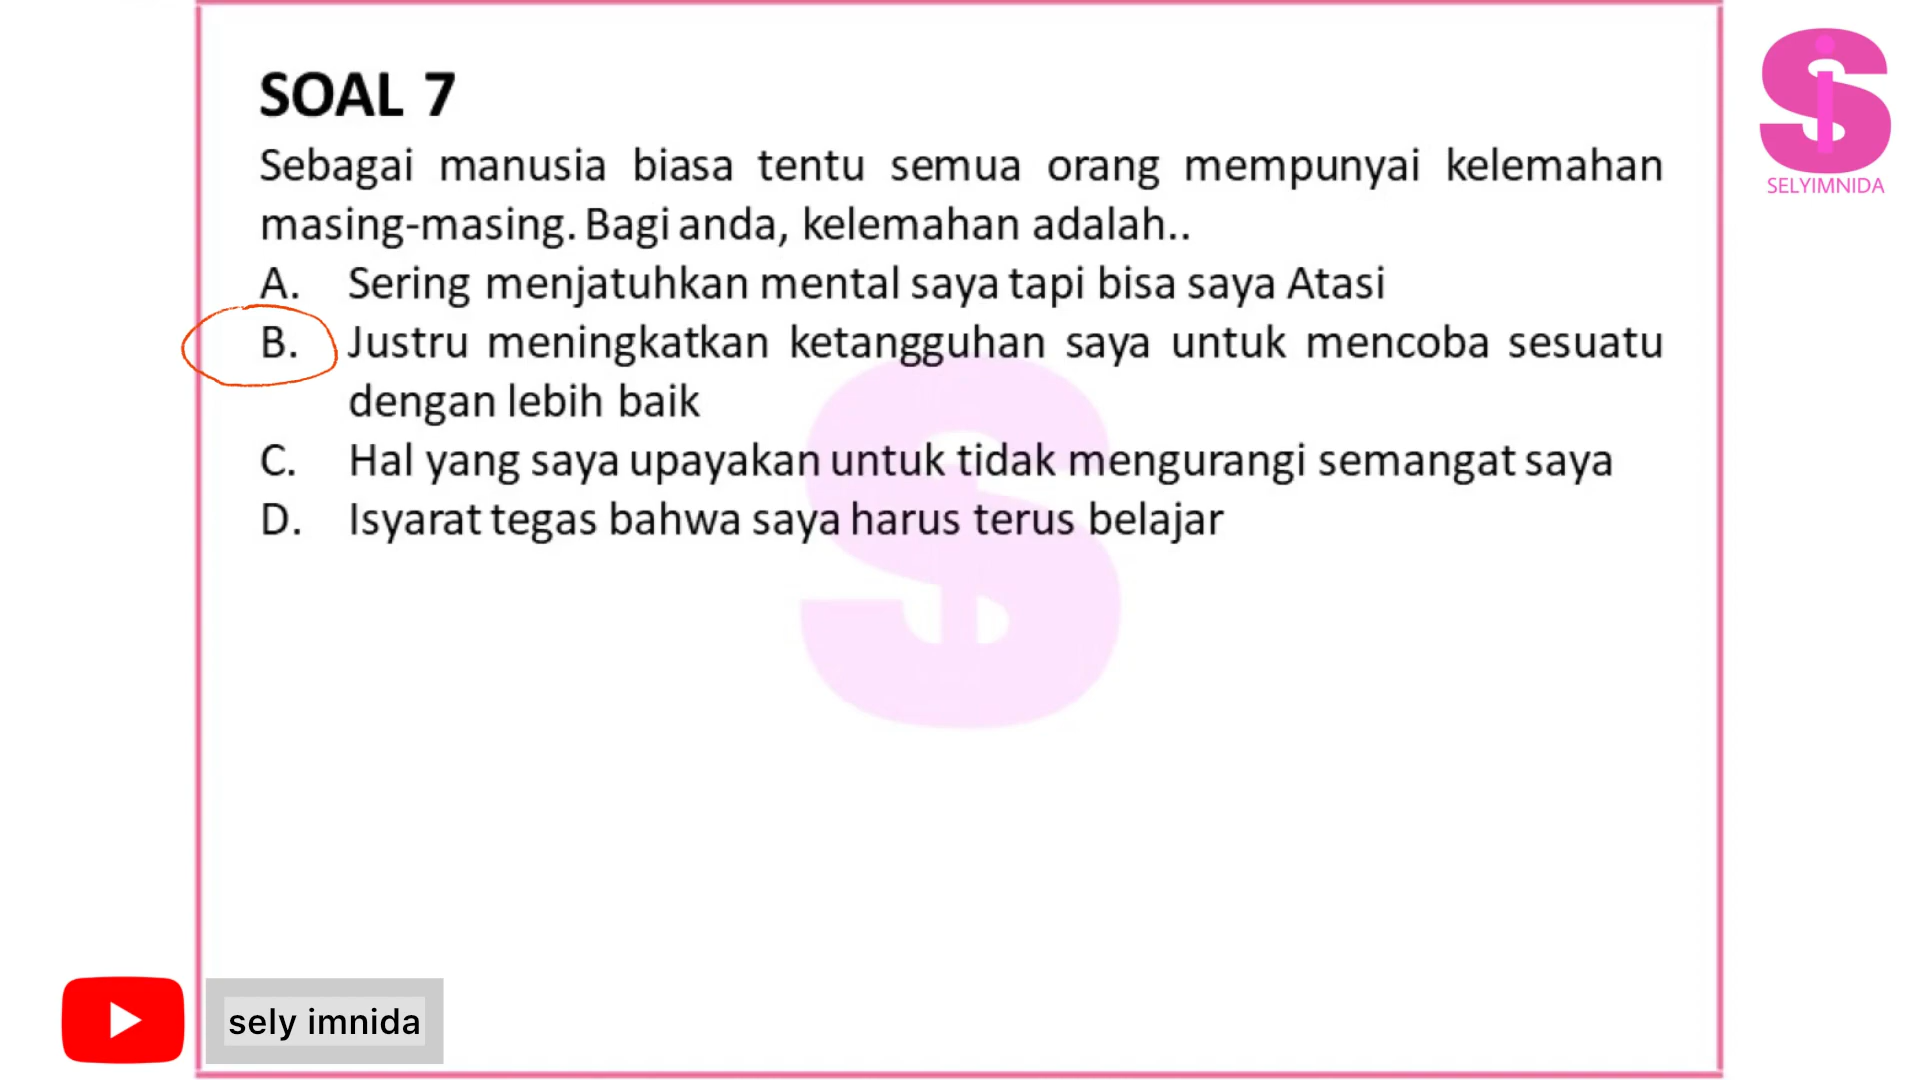 SOAL 7
Sebagai manusia biasa tentu semua orang mempunyai kelemahan
masing-masing. Bagi anda, kelemahan adalah..
A. Sering menjatuhkan mental saya tapi bisa saya Atasi
B. Justru meningkatkan ketangguhan saya untuk mencoba sesuatu
dengan lebih baik
C. Hal yang saya upayakan untuk tidak mengurangi semangat saya
D. Isyarat tegas bahwa saya harus terus belajar
SELYIMNIDA
sely imnida